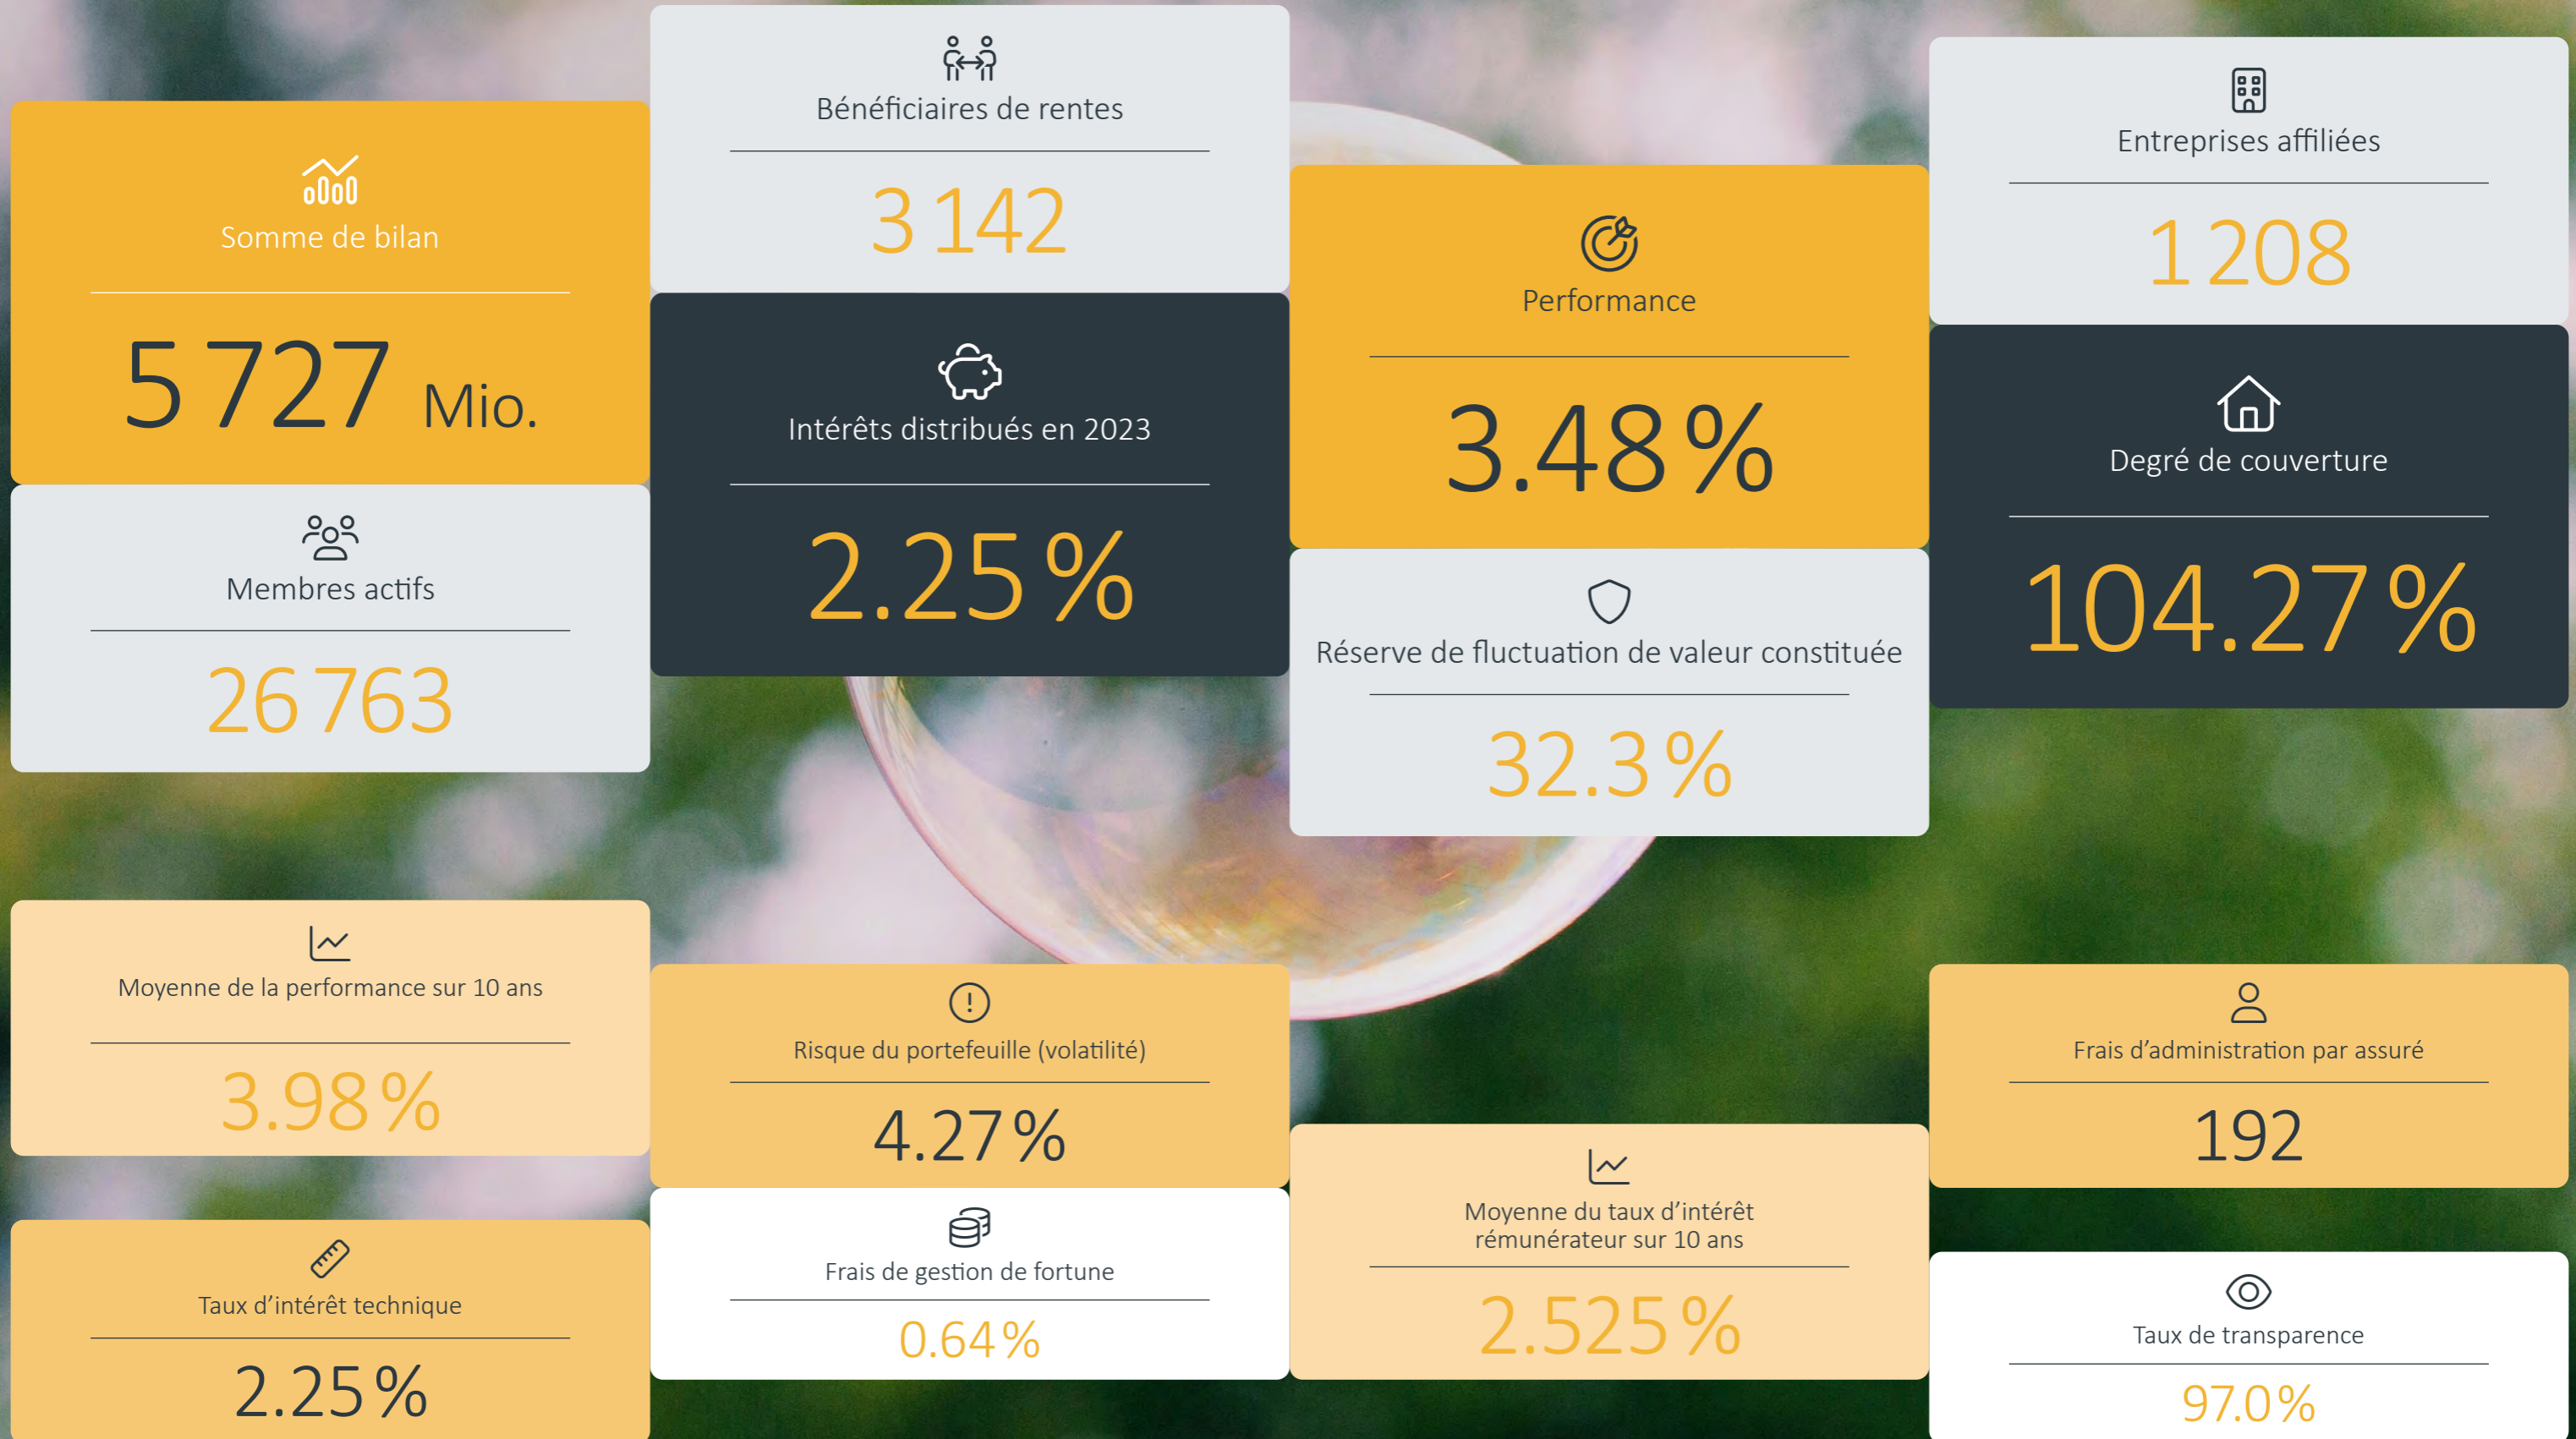 Somme de bilan
5 727 Mio.
Membres actifs
26 763
Bénéficiaires de rentes
3 142
Intérêts distribués en 2023
2.25 %
Performance
3.48 %
Réserve de fluctuation de valeur constituée
32.3 %
Entreprises affiliées
1 208
Degré de couverture
104.27 %
Moyenne de la performance sur 10 ans
3.98 %
Taux d’intérêt technique
2.25 %
Risque du portefeuille (volatilité)
4.27 %
Frais de gestion de fortune
0.64 %
Moyenne du taux d’intérêt
rémunérateur sur 10 ans
2.525 %
Frais d’administration par assuré
192
Taux de transparence
97.0 %